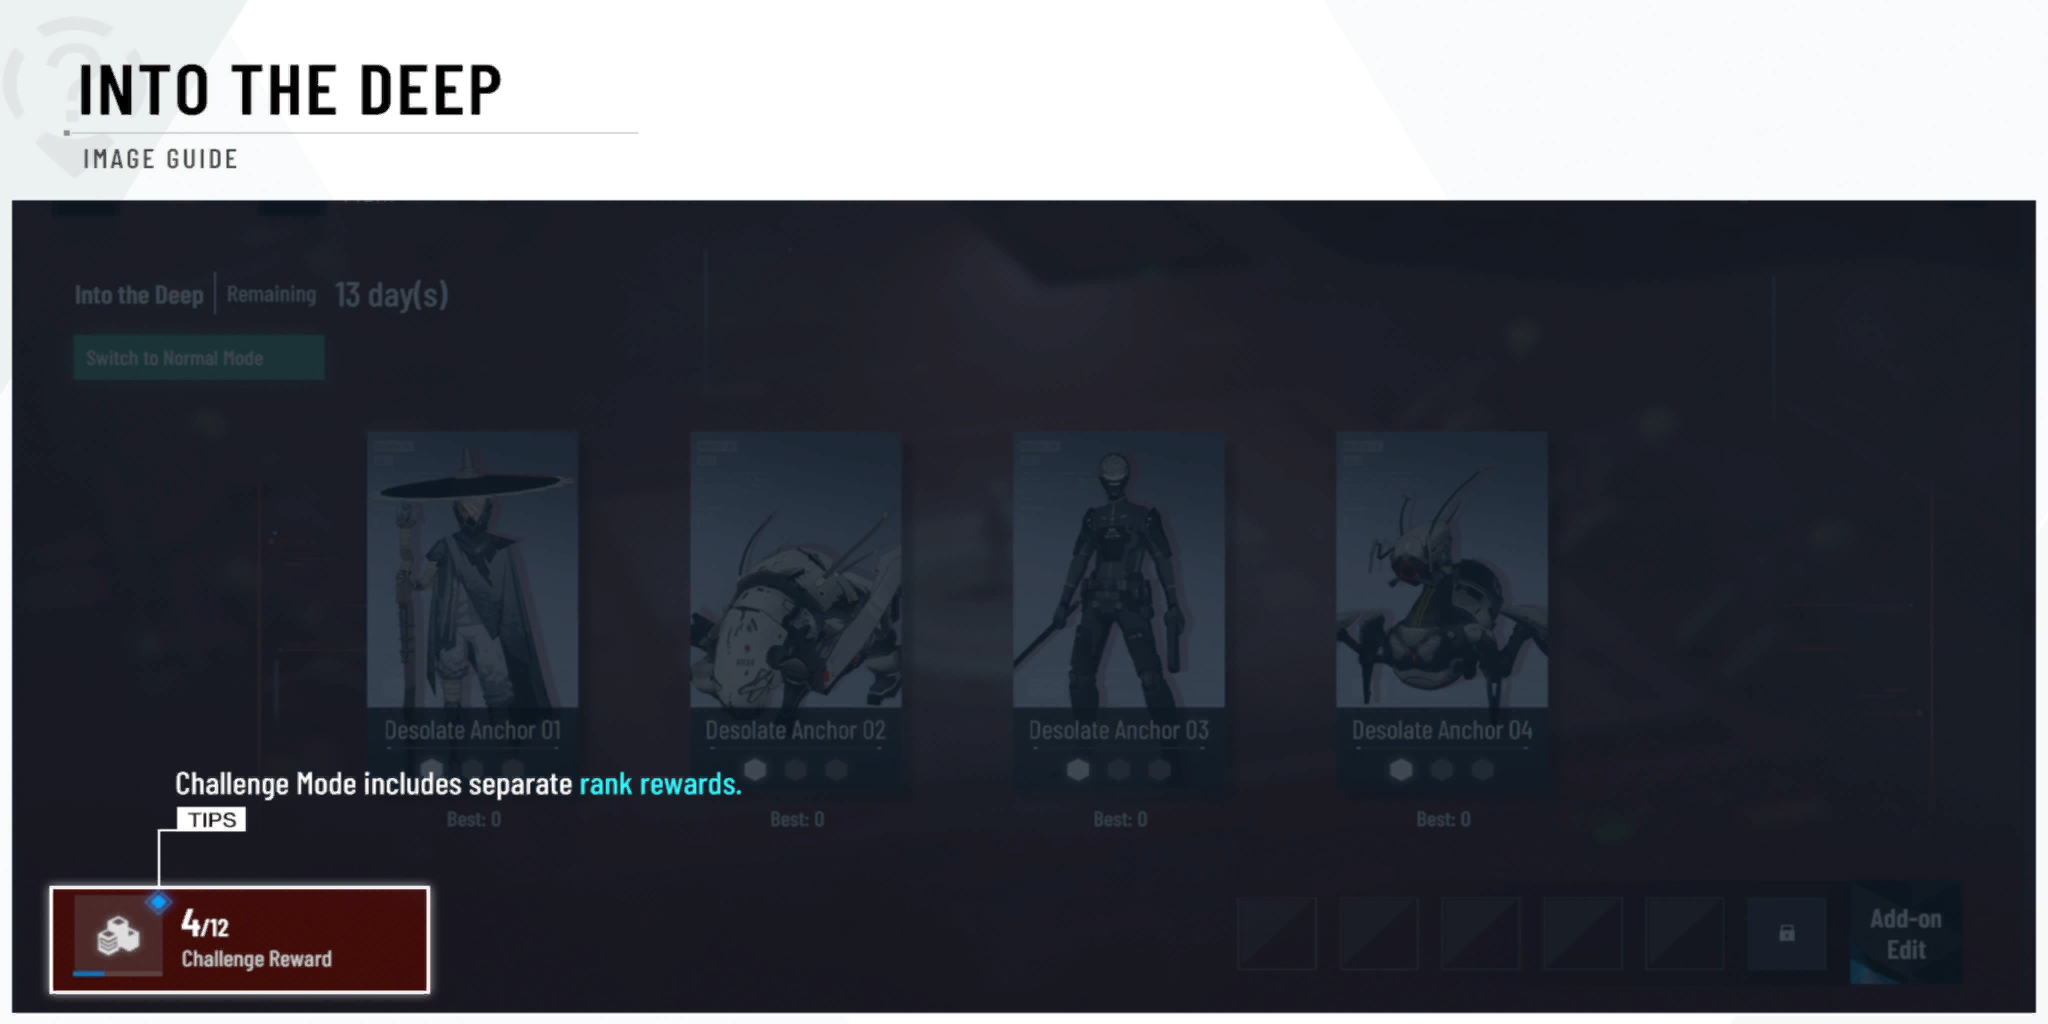 INTO THE DEEP
IMAGE GUIDE
Into the Deep Remaining 13 day(s)
Switch to Normal Mode
Desolate Anchor 01
Desolate Anchor 02
Desolate Anchor 03
Desolate Anchor 04
Challenge Mode includes separate rank rewards.
TIPS
Best: 0
Best: 0
Best: 0
Best: 0
4/12
Challenge Reward
Add-on
Edit